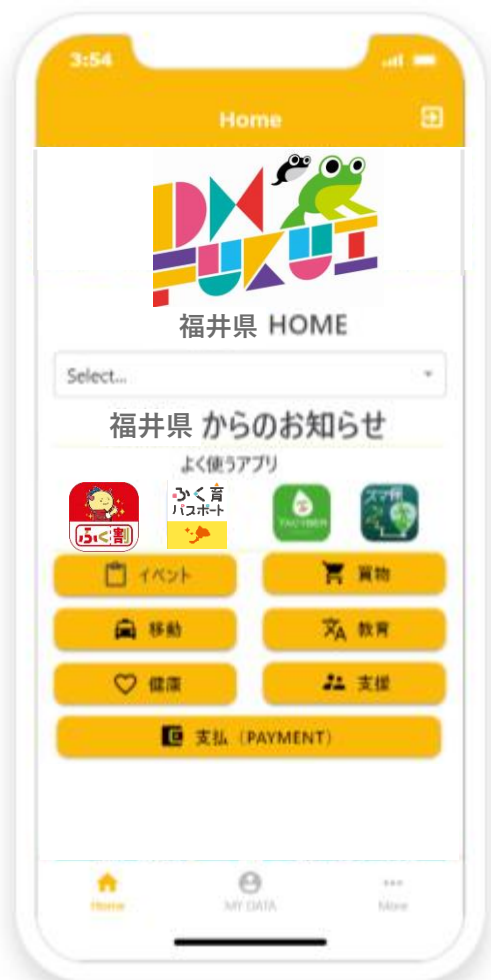 3:54
Home
DX
FUKUI
福井県 HOME
Select...
福井県 からのお知らせ
よく使うアプリ
ふく割
ふく育
パスポート
イベント
買物
移動
教育
健康
支援
支払 (PAYMENT)
Home
MY DATA
More